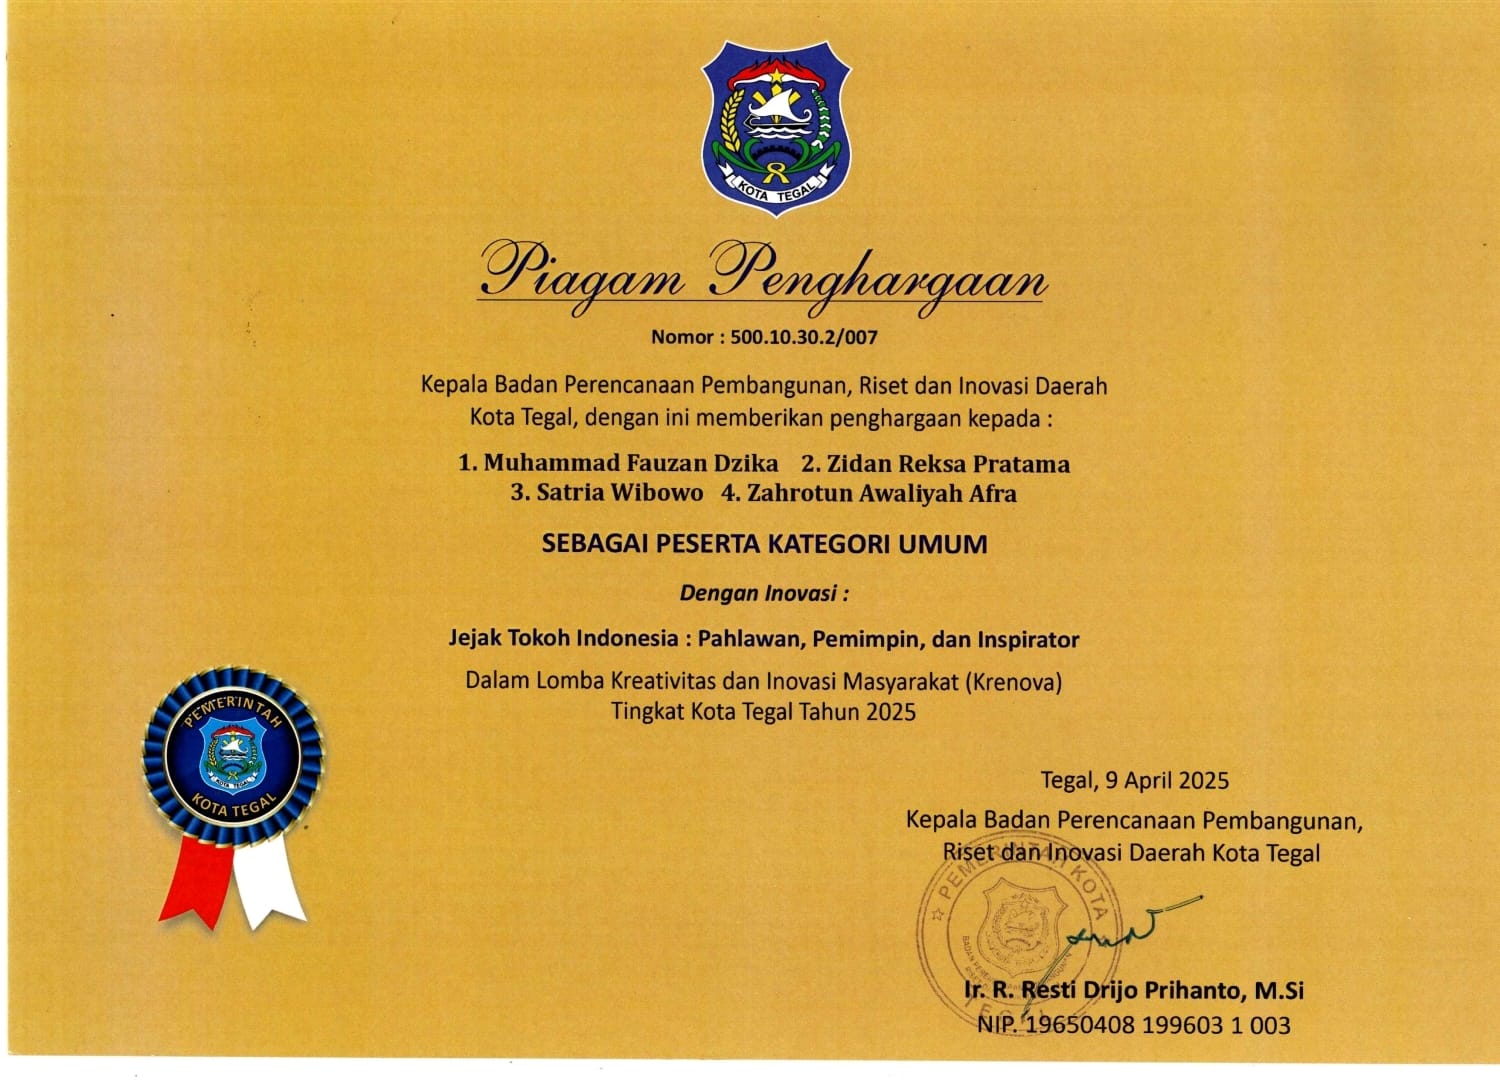 KOTA TEGAL
Piagam Penghargaan
Nomor : 500.10.30.2/007
Kepala Badan Perencanaan Pembangunan, Riset dan Inovasi Daerah
Kota Tegal, dengan ini memberikan penghargaan kepada :
1. Muhammad Fauzan Dzika 2. Zidan Reksa Pratama
3. Satria Wibowo 4. Zahrotun Awaliyah Afra
SEBAGAI PESERTA KATEGORI UMUM
Dengan Inovasi :
Jejak Tokoh Indonesia : Pahlawan, Pemimpin, dan Inspirator
Dalam Lomba Kreativitas dan Inovasi Masyarakat (Krenova)
Tingkat Kota Tegal Tahun 2025
PEMERINTAH
KOTA TEGAL
KOTA TEGAL
Tegal, 9 April 2025
Kepala Badan Perencanaan Pembangunan,
Riset dan Inovasi Daerah Kota Tegal
PEMERINTAH KOTA
TEGAL
Ir. R. Resti Drijo Prihanto, M.Si
NIP. 19650408 199603 1 003